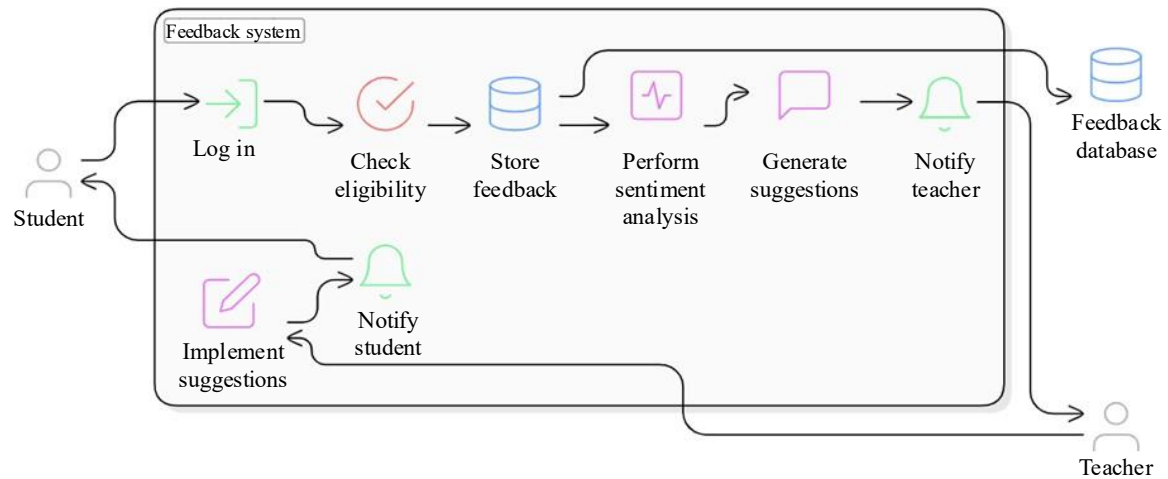 Feedback system
Log in
Check
eligibility
Store
feedback
Perform
sentiment
analysis
Generate
suggestions
Notify
teacher
Feedback
database
Student
Implement
suggestions
Notify
student
Teacher